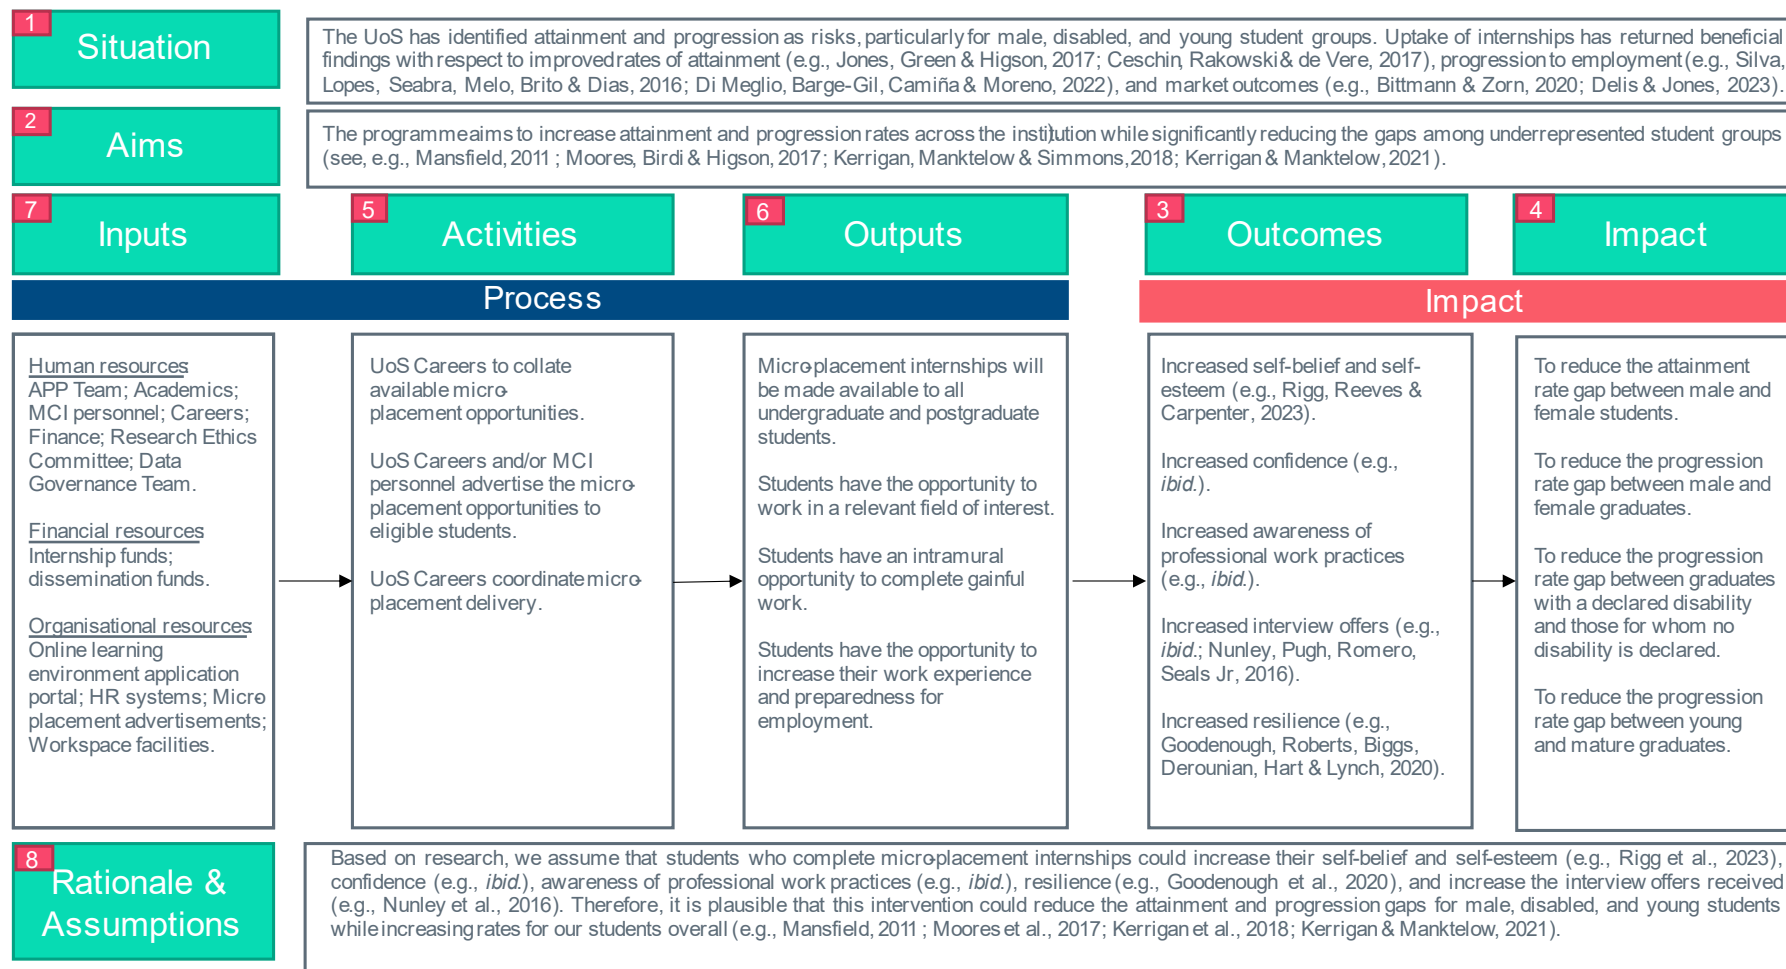 1
Situation
The UoS has identified attainment and progression as risks, particularly for male, disabled, and young student groups. Uptake of internships has returned beneficial
findings with respect to improved rates of attainment (e.g., Jones, Green & Higson, 2017; Ceschin, Rakowski & de Vere, 2017), progression to employment (e.g., Silva,
Lopes, Seabra, Melo, Brito & Dias, 2016; Di Meglio, Barge-Gil, Camiña & Moreno, 2022), and market outcomes (e.g., Bittmann & Zorn, 2020; Delis & Jones, 2023).
2
Aims
The programme aims to increase attainment and progression rates across the institution while significantly reducing the gaps among underrepresented student groups
(see, e.g., Mansfield, 2011; Moores, Birdi & Higson, 2017; Kerrigan, Manktelow & Simmons, 2018; Kerrigan & Manktelow, 2021).
7
Inputs
5
Activities
6
Outputs
3
Outcomes
4
Impact
Process
Impact
Human resources:
APP Team; Academics;
MCI personnel; Careers;
Finance; Research Ethics
Committee; Data
Governance Team.
Financial resources:
Internship funds;
dissemination funds.
Organisational resources:
Online learning
environment application
portal; HR systems; Micro-
placement advertisements;
Workspace facilities.
UoS Careers to collate
available micro-
placement opportunities.
UoS Careers and/or MCI
personnel advertise the micro-
placement opportunities to
eligible students.
UoS Careers coordinate micro-
placement delivery.
Micro-placement internships will
be made available to all
undergraduate and postgraduate
students.
Students have the opportunity to
work in a relevant field of interest.
Students have an intramural
opportunity to complete gainful
work.
Students have the opportunity to
increase their work experience
and preparedness for
employment.
Increased self-belief and self-
esteem (e.g., Rigg, Reeves &
Carpenter, 2023).
Increased confidence (e.g.,
ibid.).
Increased awareness of
professional work practices
(e.g., ibid.).
Increased interview offers (e.g.,
ibid.; Nunley, Pugh, Romero,
Seals Jr, 2016).
Increased resilience (e.g.,
Goodenough, Roberts, Biggs,
Derounian, Hart & Lynch, 2020).
To reduce the attainment
rate gap between male and
female students.
To reduce the progression
rate gap between male and
female graduates.
To reduce the progression
rate gap between graduates
with a declared disability
and those for whom no
disability is declared.
To reduce the progression
rate gap between young
and mature graduates.
8
Rationale &
Assumptions
Based on research, we assume that students who complete micro-placement internships could increase their self-belief and self-esteem (e.g., Rigg et al., 2023),
confidence (e.g., ibid.), awareness of professional work practices (e.g., ibid.), resilience (e.g., Goodenough et al., 2020), and increase the interview offers received
(e.g., Nunley et al., 2016). Therefore, it is plausible that this intervention could reduce the attainment and progression gaps for male, disabled, and young students
while increasing rates for our students overall (e.g., Mansfield, 2011; Moores et al., 2017; Kerrigan et al., 2018; Kerrigan & Manktelow, 2021).